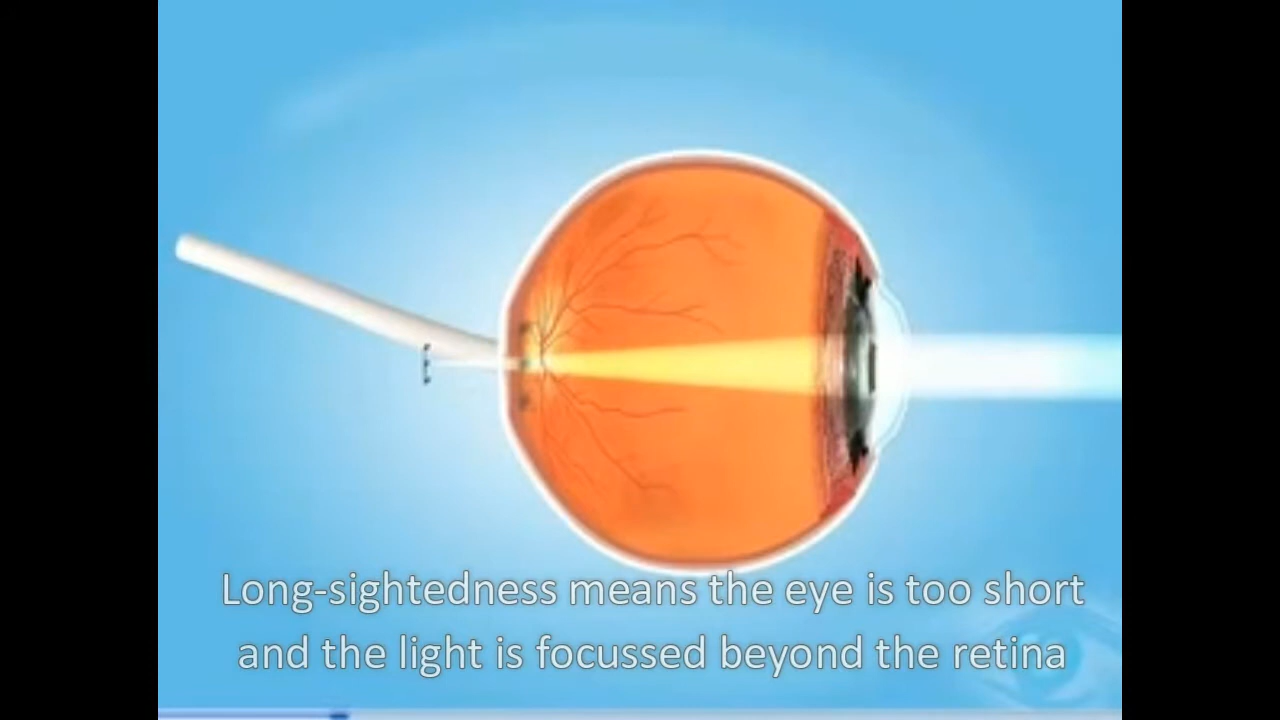 Long-sightedness means the eye is too short
and the light is focussed beyond the retina